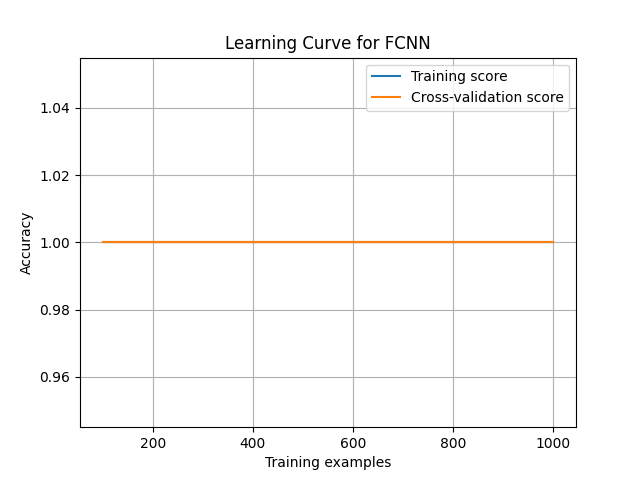 Learning Curve for FCNN
Training score
Cross-validation score
1.04
1.02
1.00
0.98
0.96
Accuracy
200 400 600 800 1000
Training examples